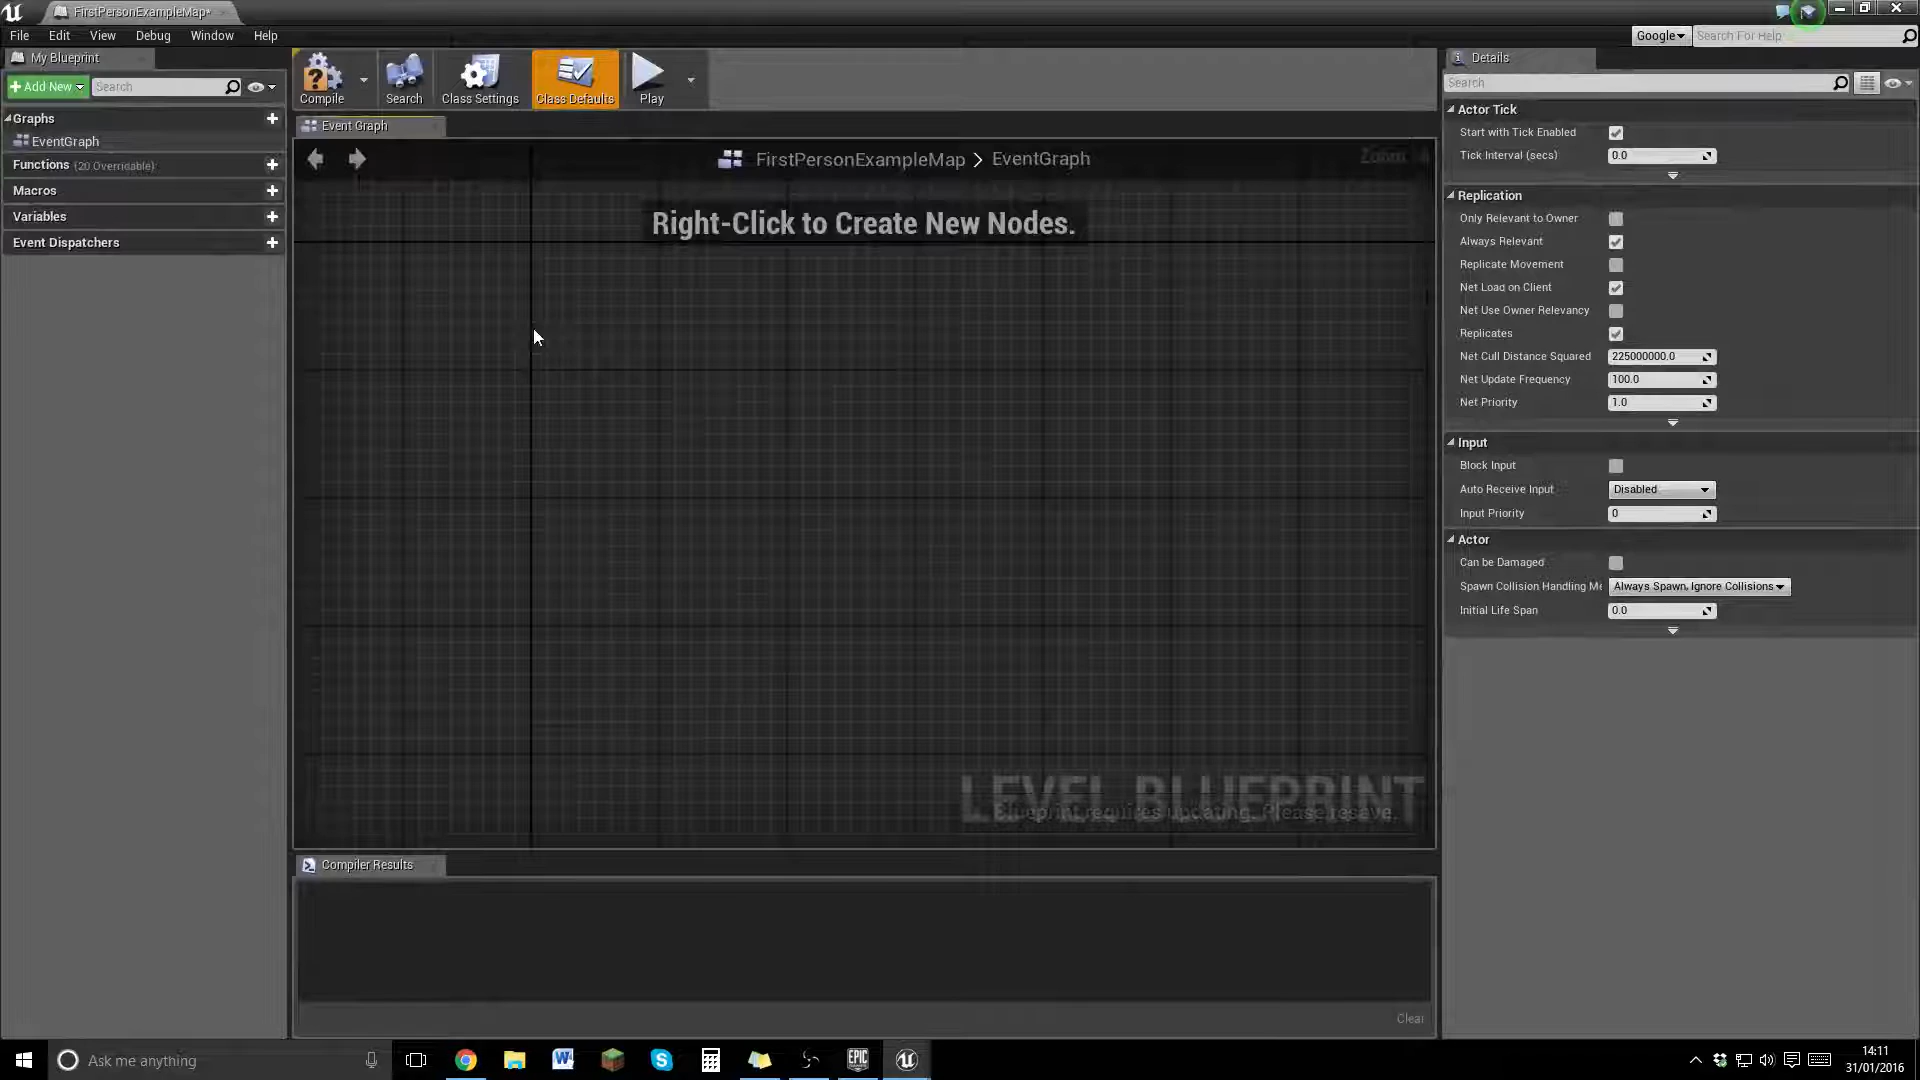 FirstPersonExampleMap•
File Edit View Debug Window Help
Google Search For Help
My Blueprint
Add New Search
Graphs
EventGraph
Functions (20 Overridable)
Macros
Variables
Event Dispatchers
Compile Search Class Settings Class Defaults Play
Event Graph
FirstPersonExampleMap > EventGraph
Zoom
Right-Click to Create New Nodes.
LEVEL BLUEPRINT
Blueprint requires updating. Please resave.
Compiler Results
Clear
Details
Search
Actor Tick
Start with Tick Enabled
Tick Interval (secs) 0.0
Replication
Only Relevant to Owner
Always Relevant
Replicate Movement
Net Load on Client
Net Use Owner Relevancy
Replicates
Net Cull Distance Squared 225000000.0
Net Update Frequency 100.0
Net Priority 1.0
Input
Block Input
Auto Receive Input Disabled
Input Priority 0
Actor
Can be Damaged
Spawn Collision Handling Me Always Spawn, Ignore Collisions
Initial Life Span 0.0
Ask me anything
EPIC GAMES
14:11
31/01/2016